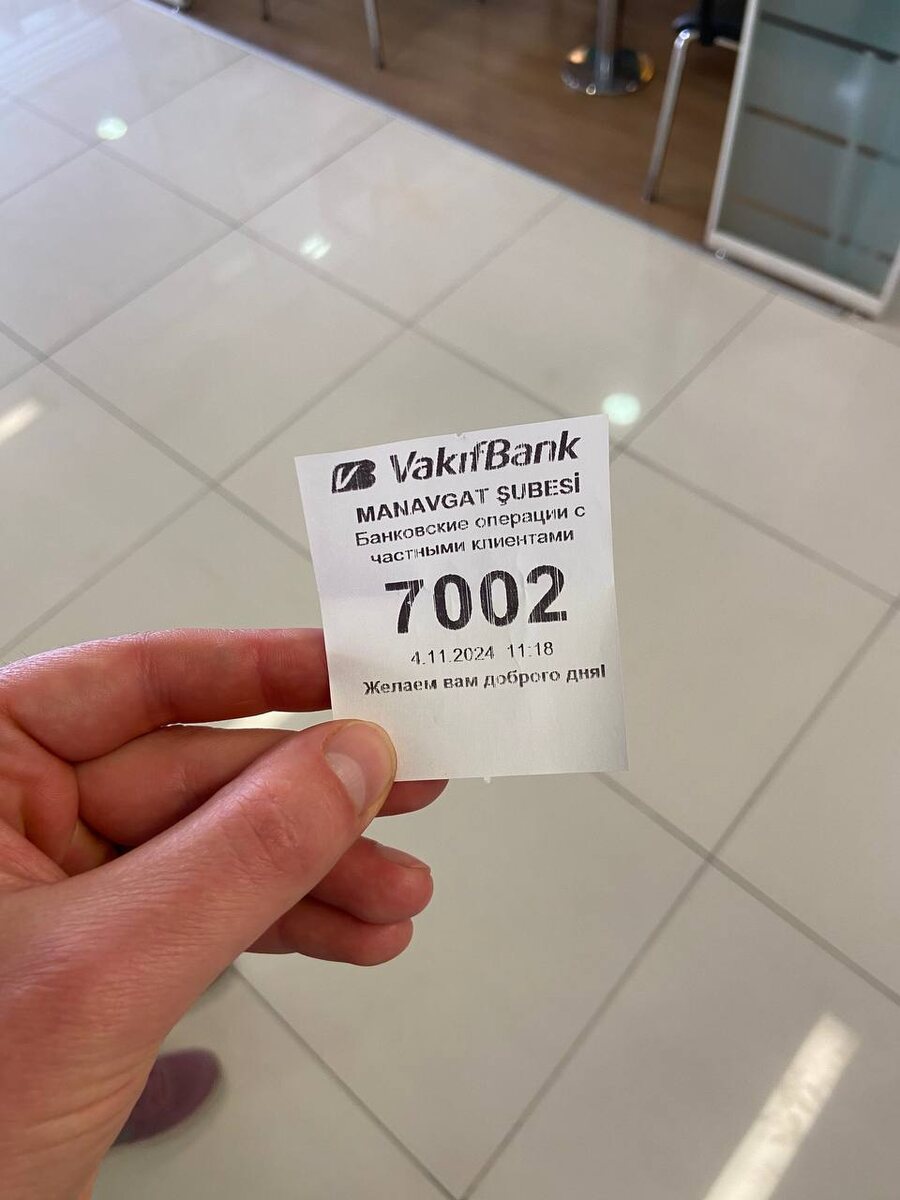 VakıfBank
MANAVGAT ŞUBESİ
Банковские операции с
частными клиентами
7002
4.11.2024 11:18
Желаем вам доброго дня!